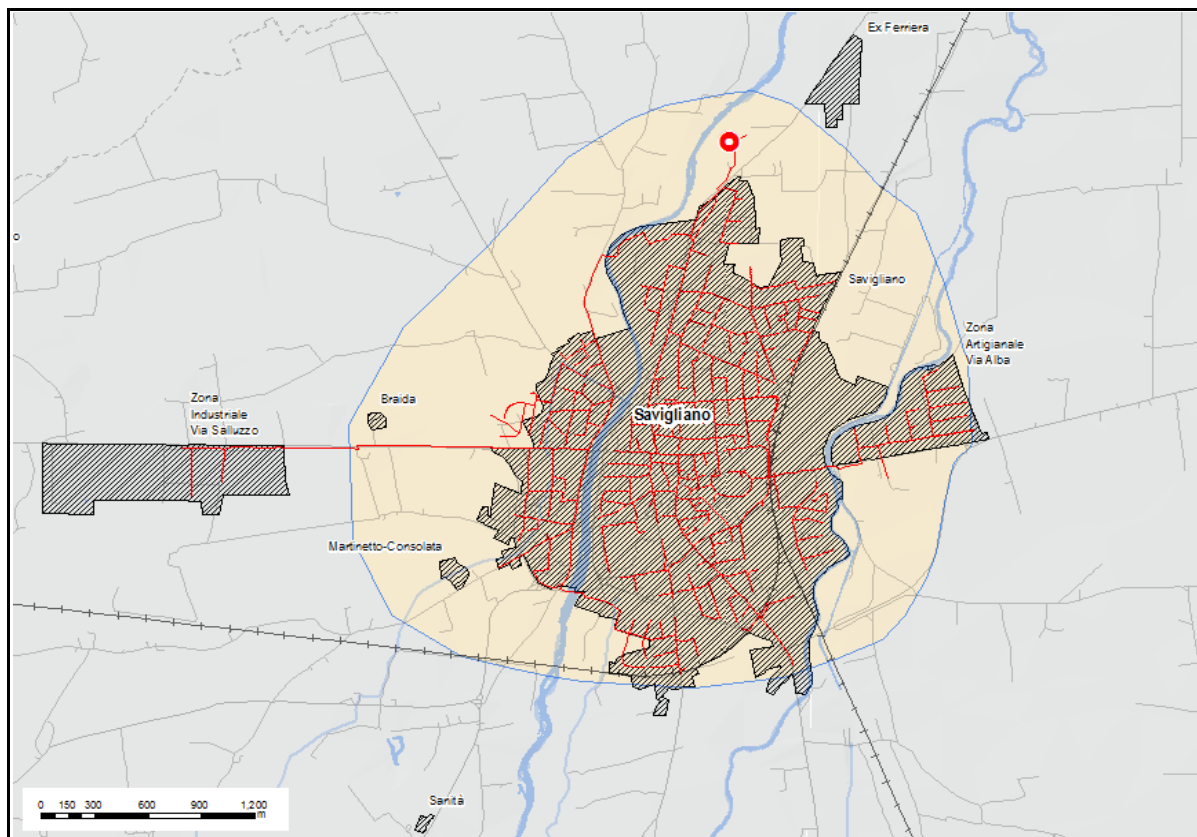 Ex Ferriera
o
Savigliano
Zona
Artigianale
Via Alba
Zona
Industriale
Via Salluzzo
Braida
Savigliano
Martinetto-Consolata
Sanità
0 150 300 600 900 1,200
m